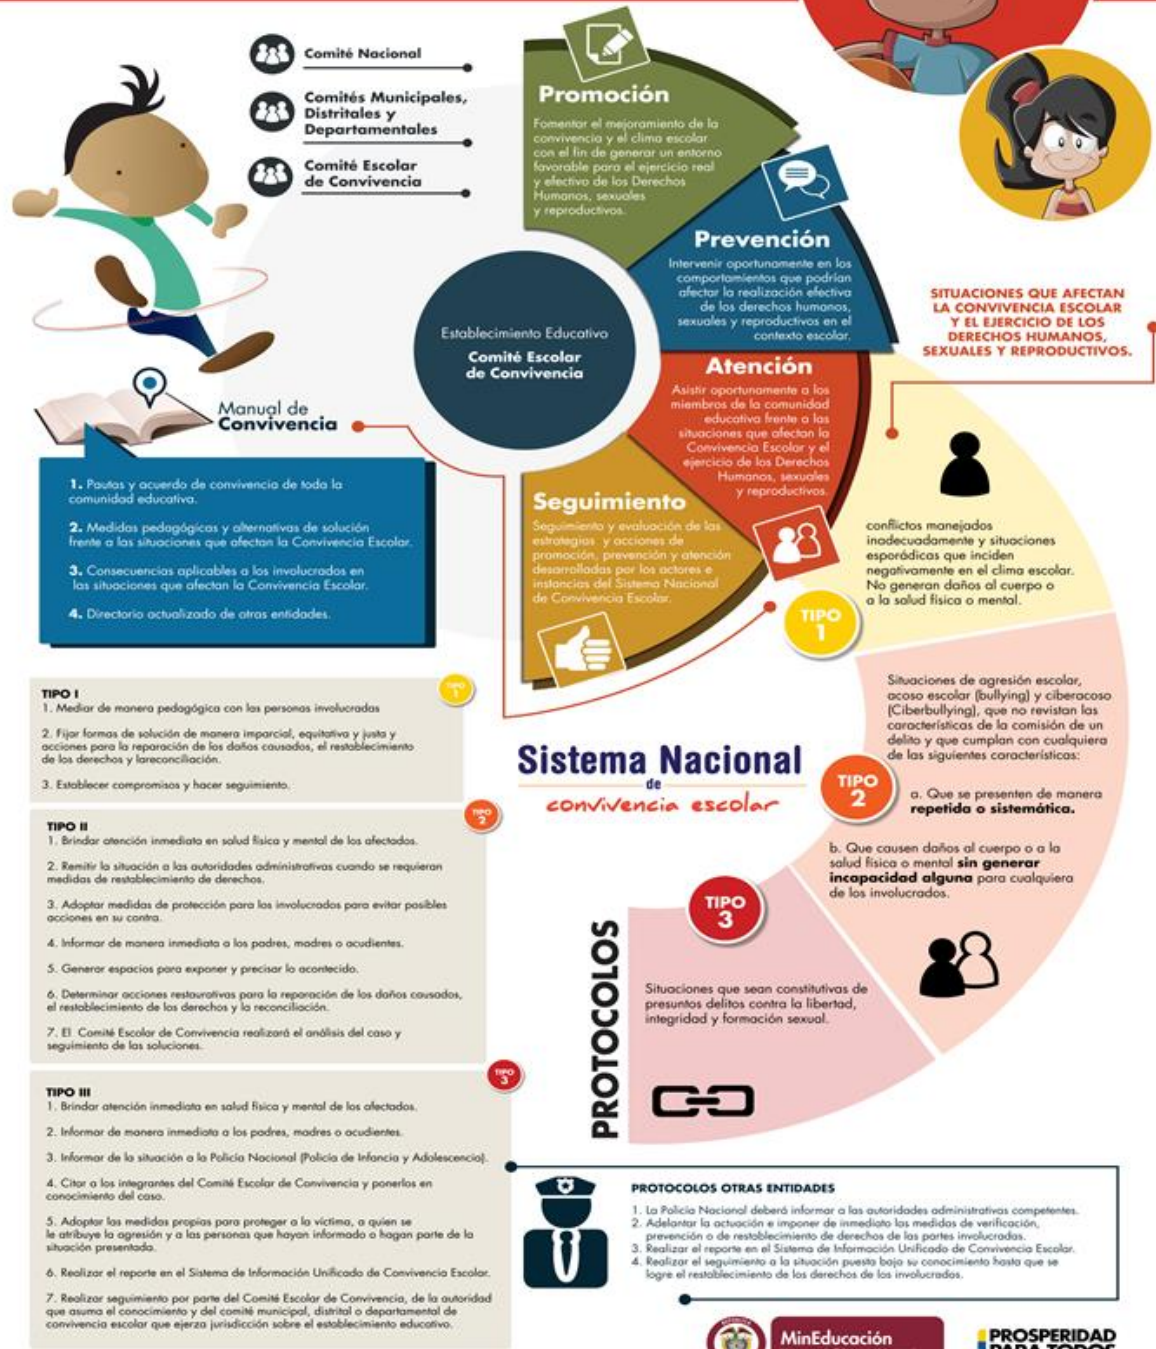 Comité Nacional
Comités Municipales,
Distritales y
Departamentales
Comité Escolar
de Convivencia
Promoción
Fomentar el mejoramiento de la
convivencia y el clima escolar
con el fin de generar un entorno
favorable para el ejercicio real
y efectivo de los Derechos
Humanos, sexuales
y reproductivos.
Prevención
Intervenir oportunamente en los
comportamientos que podrían
afectar la realización efectiva
de los derechos humanos,
sexuales y reproductivos en el
contexto escolar.
Establecimiento Educativo
Comité Escolar
de Convivencia
Atención
Asistir oportunamente a los
miembros de la comunidad
educativa frente a las
situaciones que afectan la
Convivencia Escolar y el
ejercicio de los Derechos
Humanos, sexuales
y reproductivos.
Seguimiento
Seguimiento y evaluación de las
estrategias y acciones de
promoción, prevención y atención
desarrolladas por los actores e
instancias del Sistema Nacional
de Convivencia Escolar.
SITUACIONES QUE AFECTAN
LA CONVIVENCIA ESCOLAR
Y EL EJERCICIO DE LOS
DERECHOS HUMANOS,
SEXUALES Y REPRODUCTIVOS.
Manual de
Convivencia
1. Pautas y acuerdo de convivencia de toda la
comunidad educativa.
2. Medidas pedagógicas y alternativas de solución
frente a las situaciones que afectan la Convivencia Escolar.
3. Consecuencias aplicables a los involucrados en
las situaciones que afectan la Convivencia Escolar.
4. Directorio actualizado de otras entidades.
conflictos manejados
inadecuadamente y situaciones
esporádicas que inciden
negativamente en el clima escolar.
No generan daños al cuerpo o
a la salud física o mental.
TIPO
1
Situaciones de agresión escolar,
acoso escolar (bullying) y ciberacoso
(Ciberbullying), que no revistan las
características de la comisión de un
delito y que cumplan con cualquiera
de las siguientes características:
TIPO
2
a. Que se presenten de manera
repetida o sistemática.
b. Que causen daños al cuerpo o a la
salud física o mental sin generar
incapacidad alguna para cualquiera
de los involucrados.
TIPO
3
Situaciones que sean constitutivas de
presuntos delitos contra la libertad,
integridad y formación sexual.
PROTOCOLOS
Sistema Nacional
de
convivencia escolar
TIPO
1
TIPO I
1. Mediar de manera pedagógica con las personas involucradas
2. Fijar formas de solución de manera imparcial, equitativa y justa y
acciones para la reparación de los daños causados, el restablecimiento
de los derechos y lareconciliación.
3. Establecer compromisos y hacer seguimiento.
TIPO
2
TIPO II
1. Brindar atención inmediata en salud física y mental de los afectados.
2. Remitir la situación a las autoridades administrativas cuando se requieran
medidas de restablecimiento de derechos.
3. Adoptar medidas de protección para los involucrados para evitar posibles
acciones en su contra.
4. Informar de manera inmediata a los padres, madres o acudientes.
5. Generar espacios para exponer y precisar lo acontecido.
6. Determinar acciones restaurativas para la reparación de los daños causados,
el restablecimiento de los derechos y la reconciliación.
7. El Comité Escolar de Convivencia realizará el análisis del caso y
seguimiento de las soluciones.
TIPO
3
TIPO III
1. Brindar atención inmediata en salud física y mental de los afectados.
2. Informar de manera inmediata a los padres, madres o acudientes.
3. Informar de la situación a la Policía Nacional (Policía de Infancia y Adolescencia).
4. Citar a los integrantes del Comité Escolar de Convivencia y ponerlos en
conocimiento del caso.
5. Adoptar las medidas propias para proteger a la víctima, a quien se
le atribuye la agresión y a las personas que hayan informado o hagan parte de la
situación presentada.
6. Realizar el reporte en el Sistema de Información Unificado de Convivencia Escolar.
7. Realizar seguimiento por parte del Comité Escolar de Convivencia, de la autoridad
que asuma el conocimiento y del comité municipal, distrital o departamental de
convivencia escolar que ejerza jurisdicción sobre el establecimiento educativo.
PROTOCOLOS OTRAS ENTIDADES
1. La Policía Nacional deberá informar a las autoridades administrativas competentes.
2. Adelantar la actuación e imponer de inmediato las medidas de verificación,
prevención o de restablecimiento de derechos de las partes involucradas.
3. Realizar el reporte en el Sistema de Información Unificado de Convivencia Escolar.
4. Realizar el seguimiento a la situación puesta bajo su conocimiento hasta que se
logre el restablecimiento de los derechos de los involucrados.
MinEducación
PROSPERIDAD
PARA TODOS